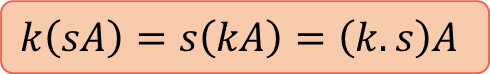 k(sA) = s(kA) = (k.s)A